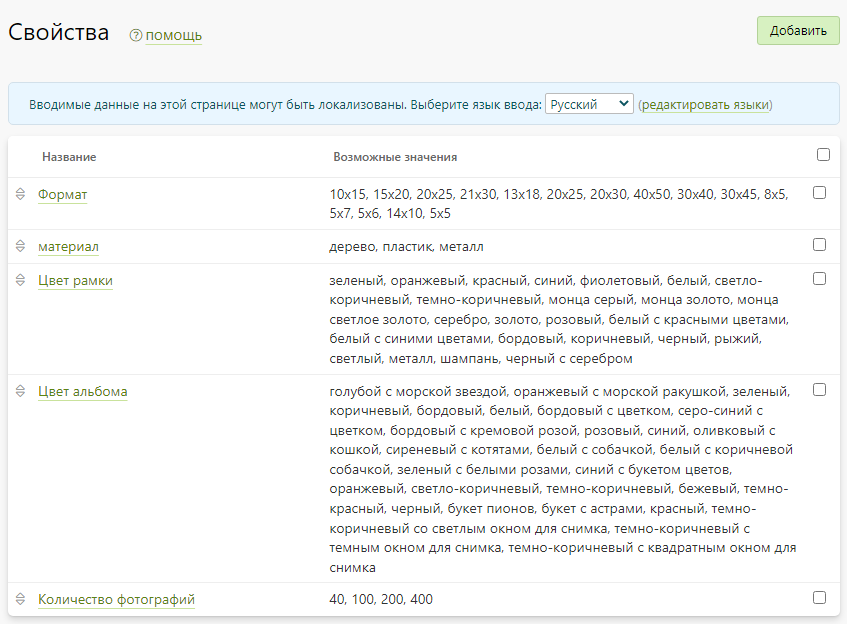 Свойства
? помощь
Добавить
Вводимые данные на этой странице могут быть локализованы. Выберите язык ввода: Русский (редактировать языки)
Название Возможные значения
Формат 10x15, 15x20, 20x25, 21x30, 13x18, 20x25, 20x30, 40x50, 30x40, 30x45, 8x5,
5x7, 5x6, 14x10, 5x5
материал дерево, пластик, металл
Цвет рамки зеленый, оранжевый, красный, синий, фиолетовый, белый, светло-
коричневый, темно-коричневый, монца серый, монца золото, монца
светлое золото, серебро, золото, розовый, белый с красными цветами,
белый с синими цветами, бордовый, коричневый, черный, рыжий,
светлый, металл, шампань, черный с серебром
Цвет альбома голубой с морской звездой, оранжевый с морской ракушкой, зеленый,
коричневый, бордовый, белый, бордовый с цветком, серо-синий с
цветком, бордовый с кремовой розой, розовый, синий, оливковый с
кошкой, сиреневый с котятами, белый с собачкой, белый с коричневой
собачкой, зеленый с белыми розами, синий с букетом цветов,
оранжевый, светло-коричневый, темно-коричневый, бежевый, темно-
красный, черный, букет пионов, букет с астрами, красный, темно-
коричневый со светлым окном для снимка, темно-коричневый с
темным окном для снимка, темно-коричневый с квадратным окном для
снимка
Количество фотографий 40, 100, 200, 400